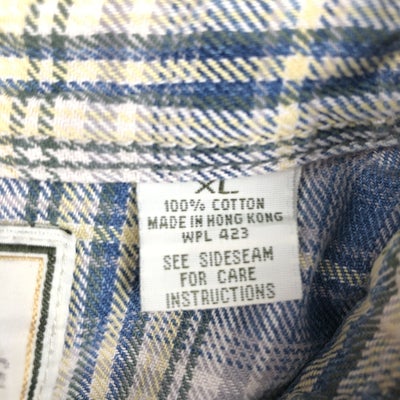 XL
100% COTTON
MADE IN HONG KONG
WPL 423
SEE SIDESEAM
FOR CARE
INSTRUCTIONS